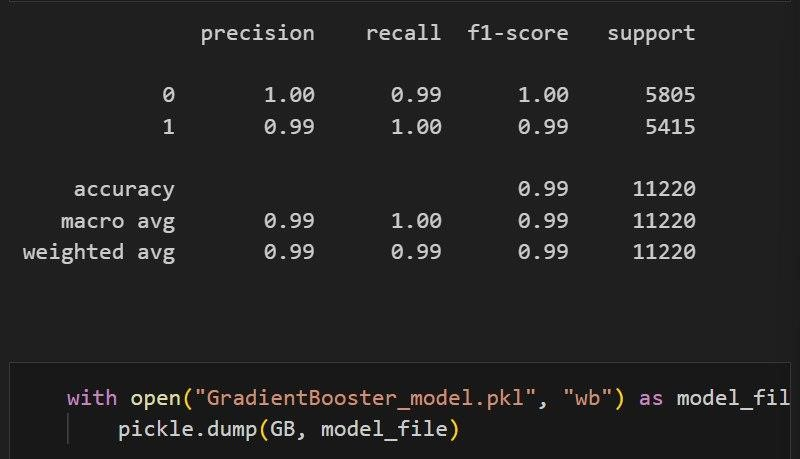 precision recall f1-score support
0 1.00 0.99 1.00 5805
1 0.99 1.00 0.99 5415
accuracy 0.99 11220
macro avg 0.99 1.00 0.99 11220
weighted avg 0.99 0.99 0.99 11220
with open("GradientBooster_model.pkl", "wb") as model_fil
pickle.dump(GB, model_file)